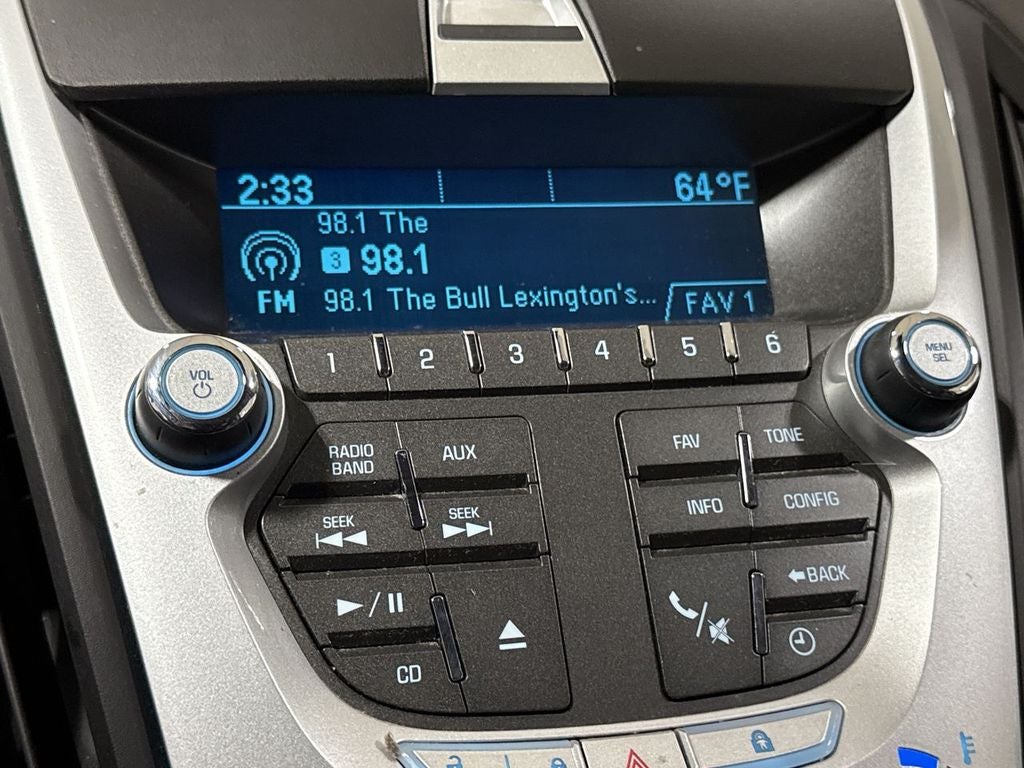 2:33 64°F
98.1 The
3 98.1
FM 98.1 The Bull Lexington's... FAV 1
1 2 3 4 5 6
VOL
MENU
SEL
RADIO
BAND
AUX
FAV
TONE
SEEK
SEEK
INFO
CONFIG
BACK
CD
F